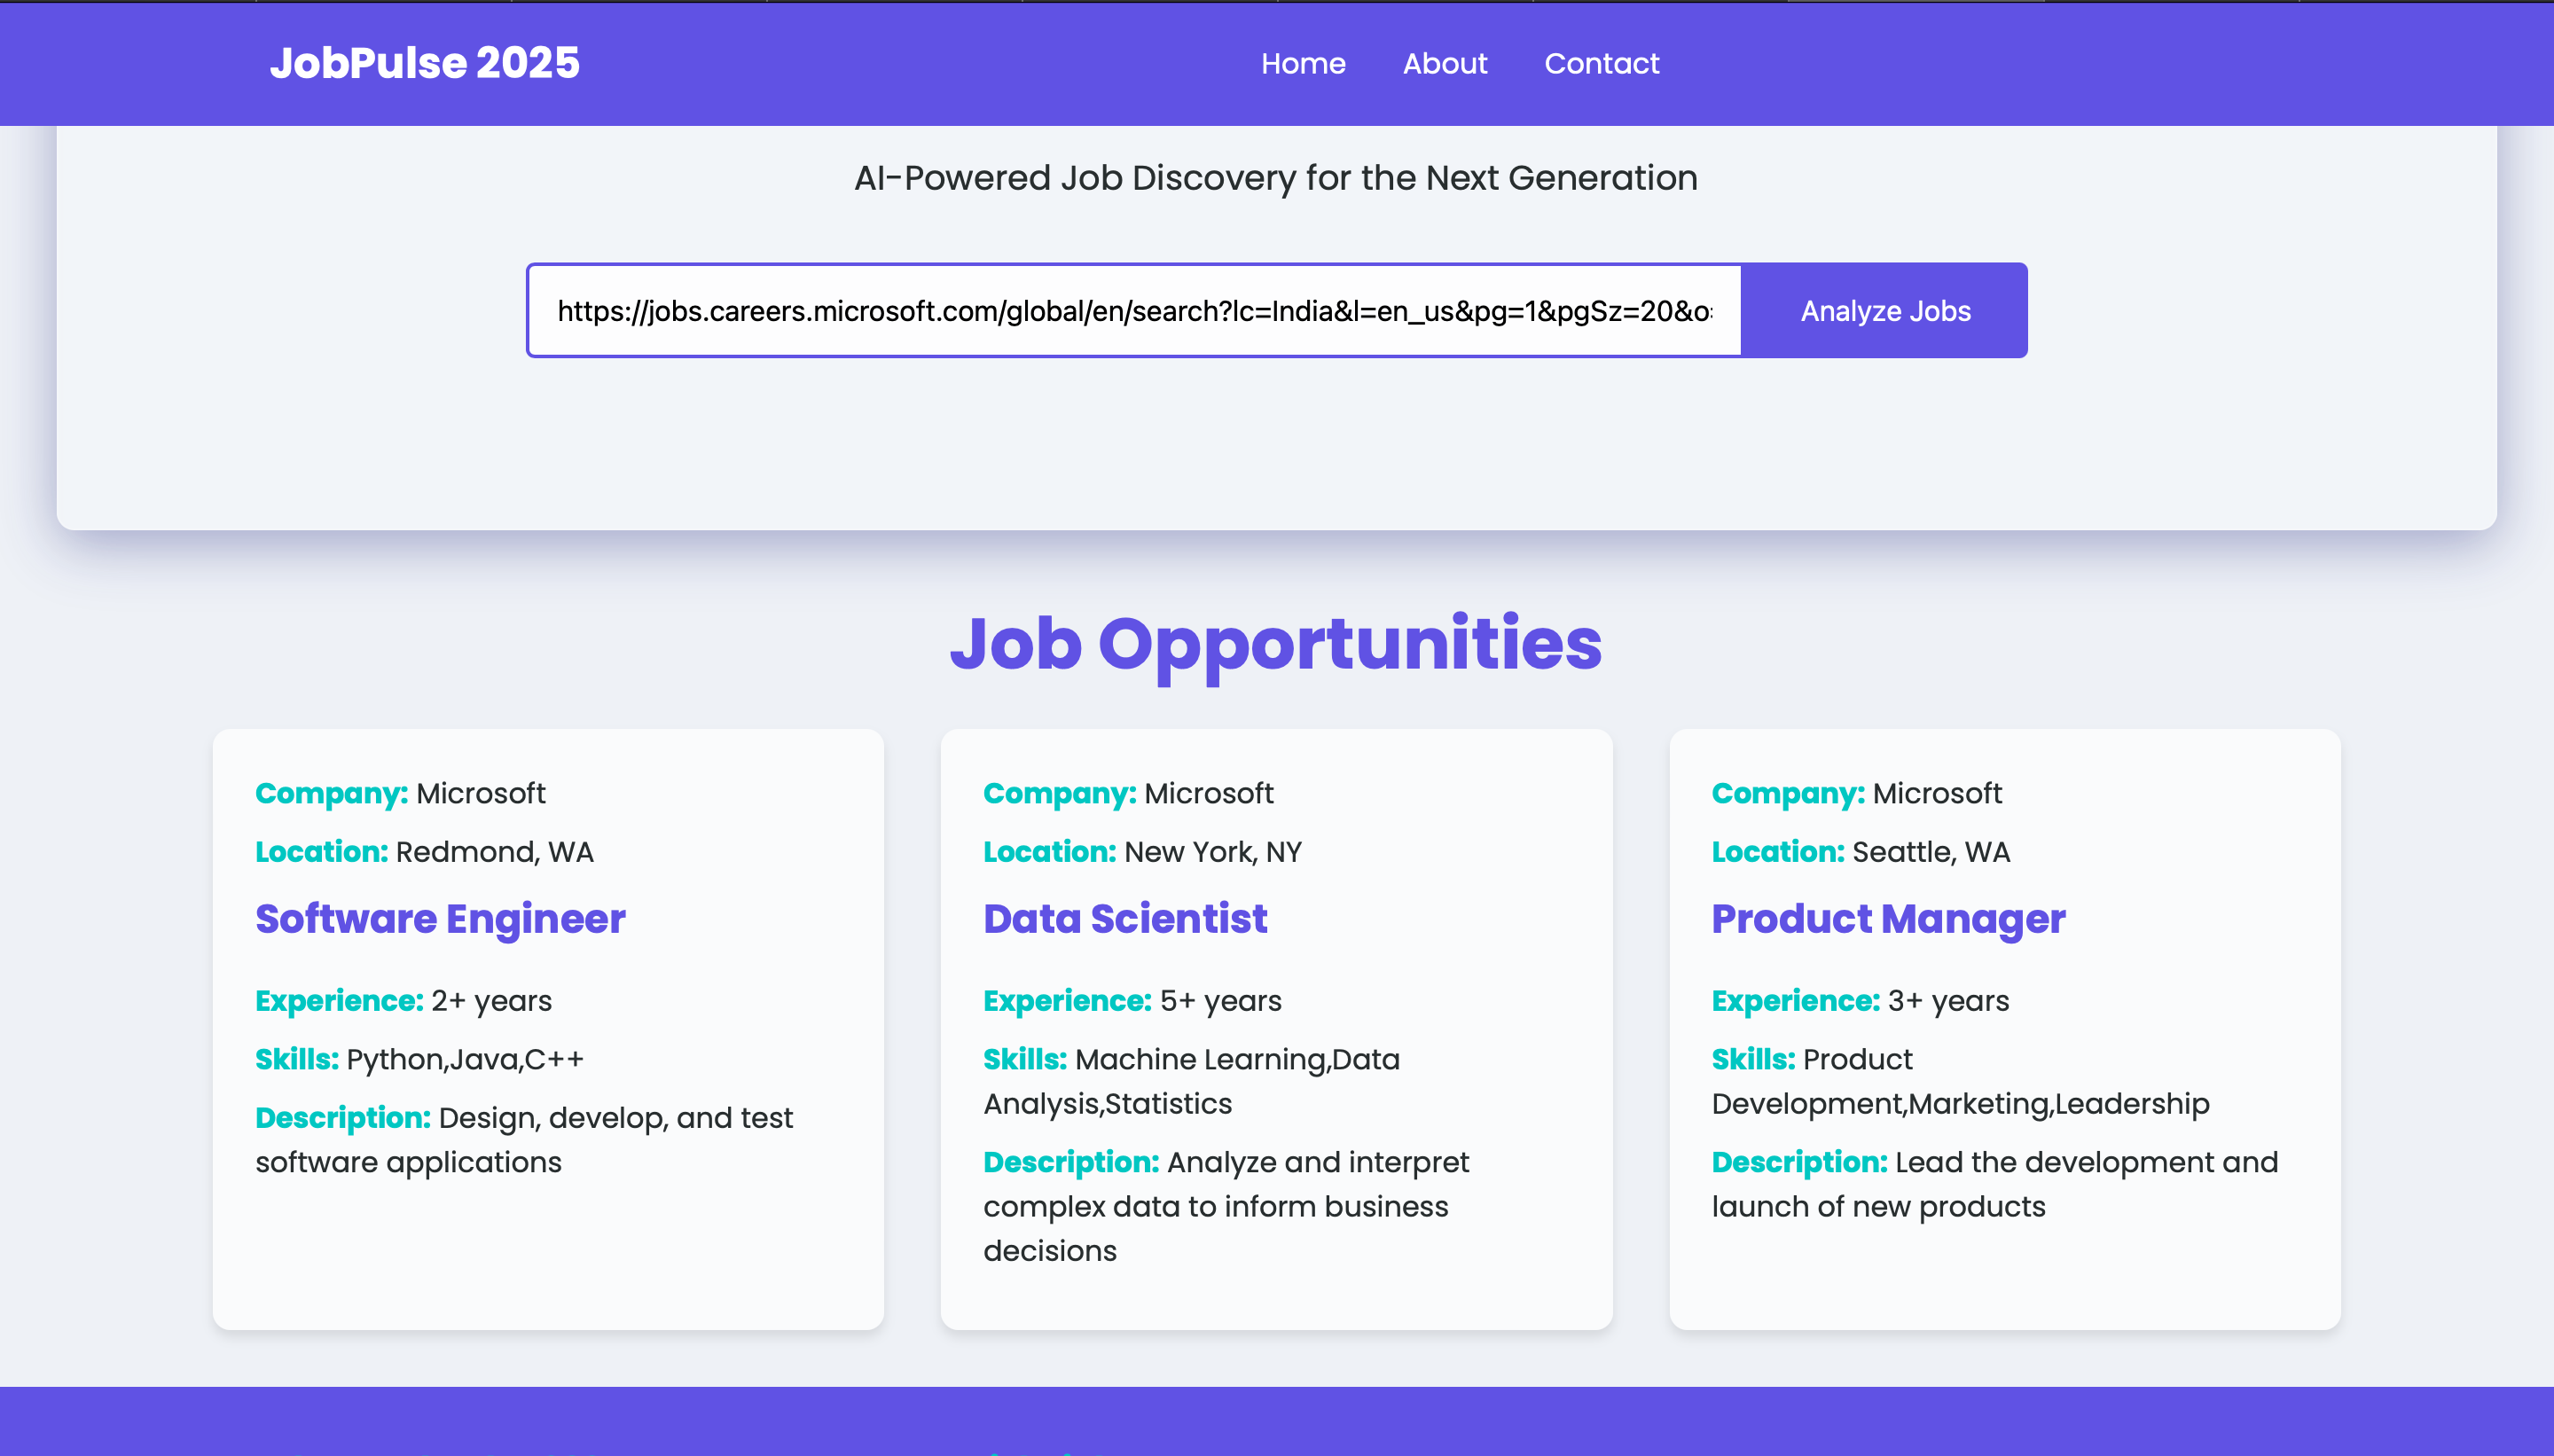 JobPulse 2025
Home About Contact
AI-Powered Job Discovery for the Next Generation
https://jobs.careers.microsoft.com/global/en/search?lc=India&l=en_us&pg=1&pgSz=20&o
Analyze Jobs
Job Opportunities
Company: Microsoft
Location: Redmond, WA
Software Engineer
Experience: 2+ years
Skills: Python,Java,C++
Description: Design, develop, and test
software applications
Company: Microsoft
Location: New York, NY
Data Scientist
Experience: 5+ years
Skills: Machine Learning,Data
Analysis,Statistics
Description: Analyze and interpret
complex data to inform business
decisions
Company: Microsoft
Location: Seattle, WA
Product Manager
Experience: 3+ years
Skills: Product
Development,Marketing,Leadership
Description: Lead the development and
launch of new products